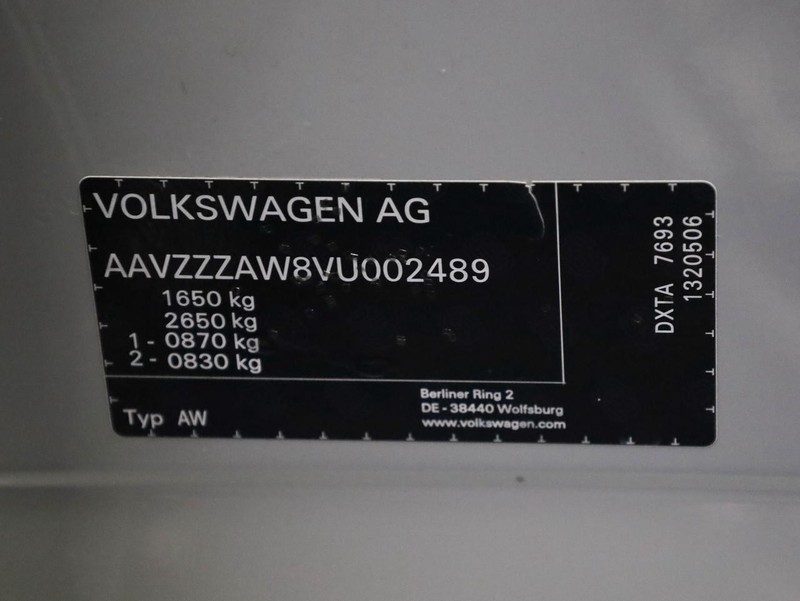 VOLKSWAGEN AG
AAVZZZAW8VU002489
1650 kg
2650 kg
1 - 0870 kg
2 - 0830 kg
Typ AW
Berliner Ring 2
DE - 38440 Wolfsburg
www.volkswagen.com
DXTA 7693
1320506